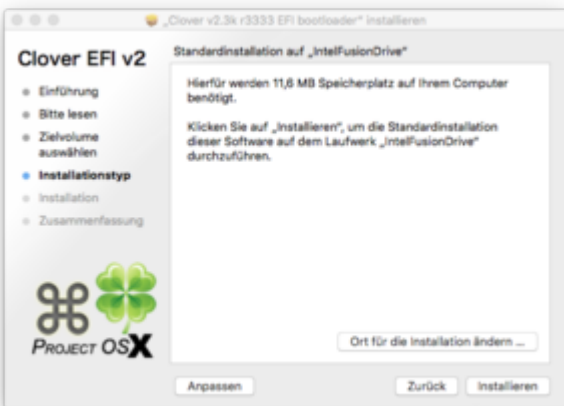 „Clover v2.3k r3333 EFI bootloader" installieren
Clover EFI v2
Standardinstallation auf „IntelFusionDrive"
Einführung
Bitte lesen
Zielvolume
auswählen
Installationstyp
Installation
Zusammenfassung
Hierfür werden 11,6 MB Speicherplatz auf Ihrem Computer
benötigt.
Klicken Sie auf „Installieren", um die Standardinstallation
dieser Software auf dem Laufwerk „IntelFusionDrive"
durchzuführen.
PROJECT OSX
Ort für die Installation ändern ...
Anpassen
Zurück
Installieren